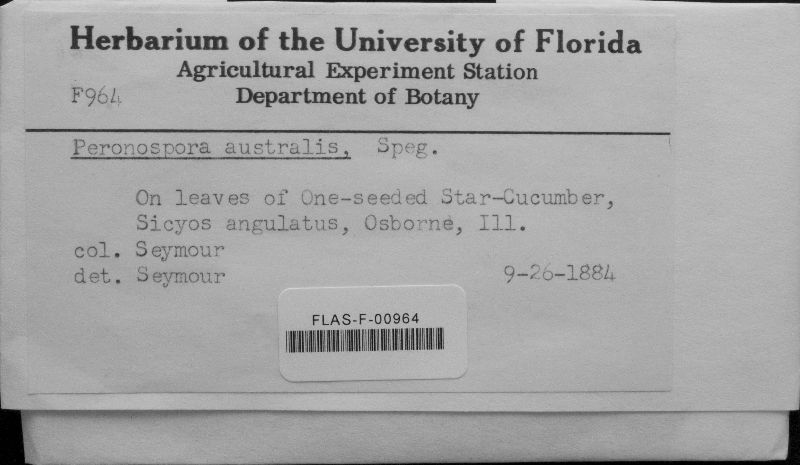 Herbarium of the University of Florida
Agricultural Experiment Station
F964 Department of Botany
Peronospora australis, Speg.
On leaves of One-seeded Star-Cucumber,
Sicyos angulatus, Osborne, Ill.
col. Seymour
det. Seymour 9-26-1884
FLAS-F-00964